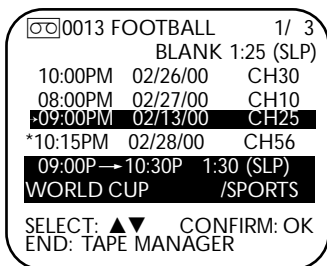 0013 FOOTBALL 1/ 3
BLANK 1:25 (SLP)
10:00PM 02/26/00 CH30
08:00PM 02/27/00 CH10
→09:00PM 02/13/00 CH25
*10:15PM 02/28/00 CH56
09:00P→10:30P 1:30 (SLP)
WORLD CUP /SPORTS
SELECT: ▲▼ CONFIRM: OK
END: TAPE MANAGER